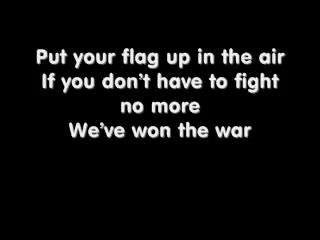 Put your flag up in the air
If you don't have to fight
no more
We've won the war